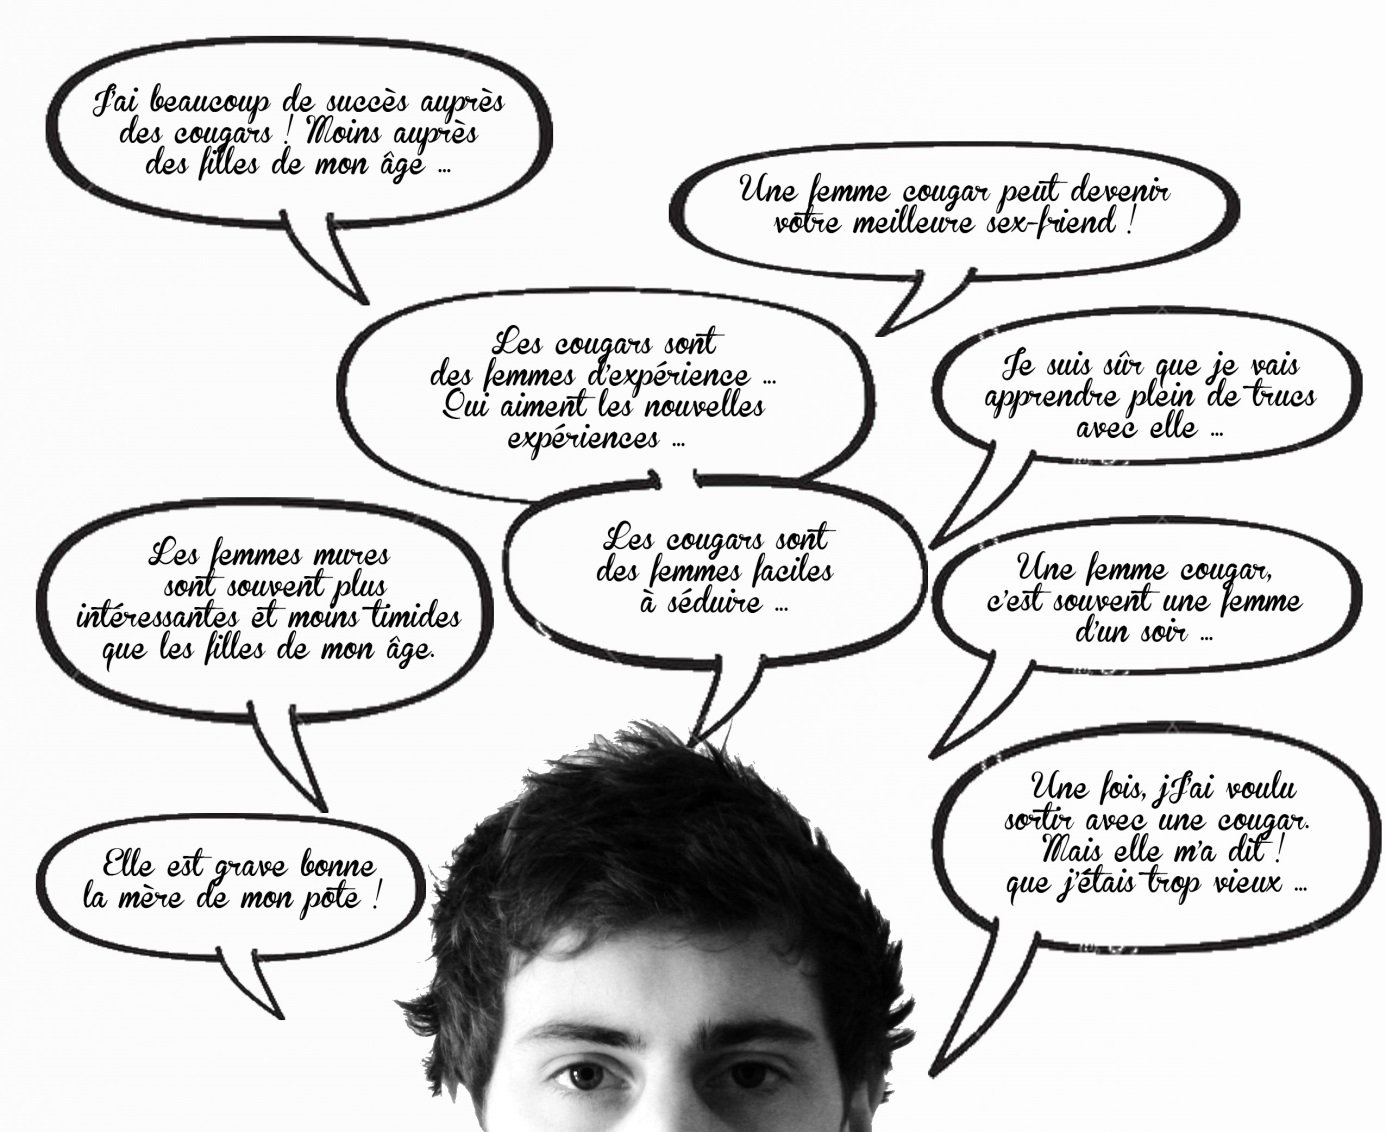 J'ai beaucoup de succès auprès
des cougars ! Moins auprès
des filles de mon âge ...
Une femme cougar peut devenir
votre meilleure sex-friend !
Les cougars sont
des femmes d'expérience ...
Qui aiment les nouvelles
expériences ...
Je suis sûr que je vais
apprendre plein de trucs
avec elle ...
Les femmes mures
sont souvent plus
intéressantes et moins timides
que les filles de mon âge.
Les cougars sont
des femmes faciles
à séduire ...
Une femme cougar,
c'est souvent une femme
d'un soir ...
Elle est grave bonne
la mère de mon pote !
Une fois, jJ'ai voulu
sortir avec une cougar.
Mais elle m'a dit !
que j'étais trop vieux ...